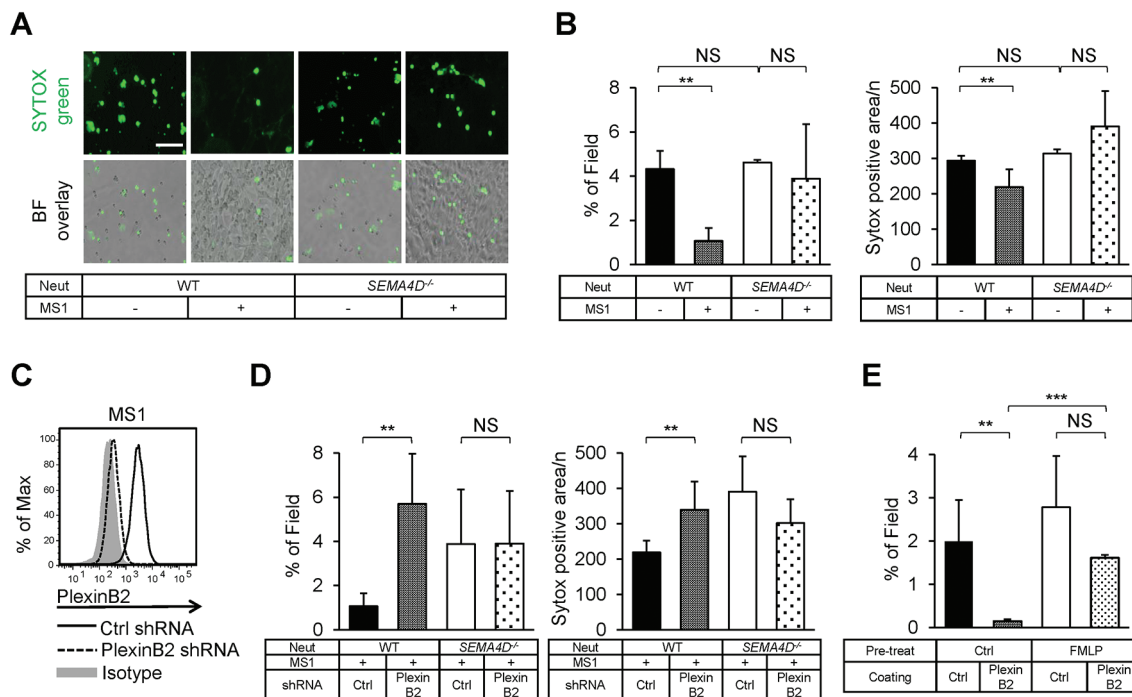 A
SYTOX
green
BF
overlay
Neut WT SEMA4D-/-
MS1 - + - +
B
NS NS
**
8
6
4
2
0
% of Field
Neut WT SEMA4D-/-
MS1 - + - +
NS NS
**
500
400
300
200
100
0
Sytox positive area/n
Neut WT SEMA4D-/-
MS1 - + - +
C
MS1
100
80
60
40
20
0
% of Max
10¹ 10² 10³ 10⁴ 10⁵
PlexinB2
Ctrl shRNA
PlexinB2 shRNA
Isotype
D
** NS
8
6
4
2
0
% of Field
Neut WT SEMA4D-/-
MS1 + + + +
shRNA Ctrl Plexin B2 Ctrl Plexin B2
** NS
500
400
300
200
100
0
Sytox positive area/n
Neut WT SEMA4D-/-
MS1 + + + +
shRNA Ctrl Plexin B2 Ctrl Plexin B2
E
***
** NS
4
3
2
1
0
% of Field
Pre-treat Ctrl FMLP
Coating Ctrl Plexin B2 Ctrl Plexin B2